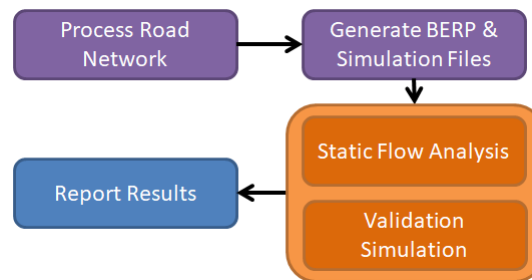 Process Road
Network
Generate BERP &
Simulation Files
Static Flow Analysis
Validation
Simulation
Report Results